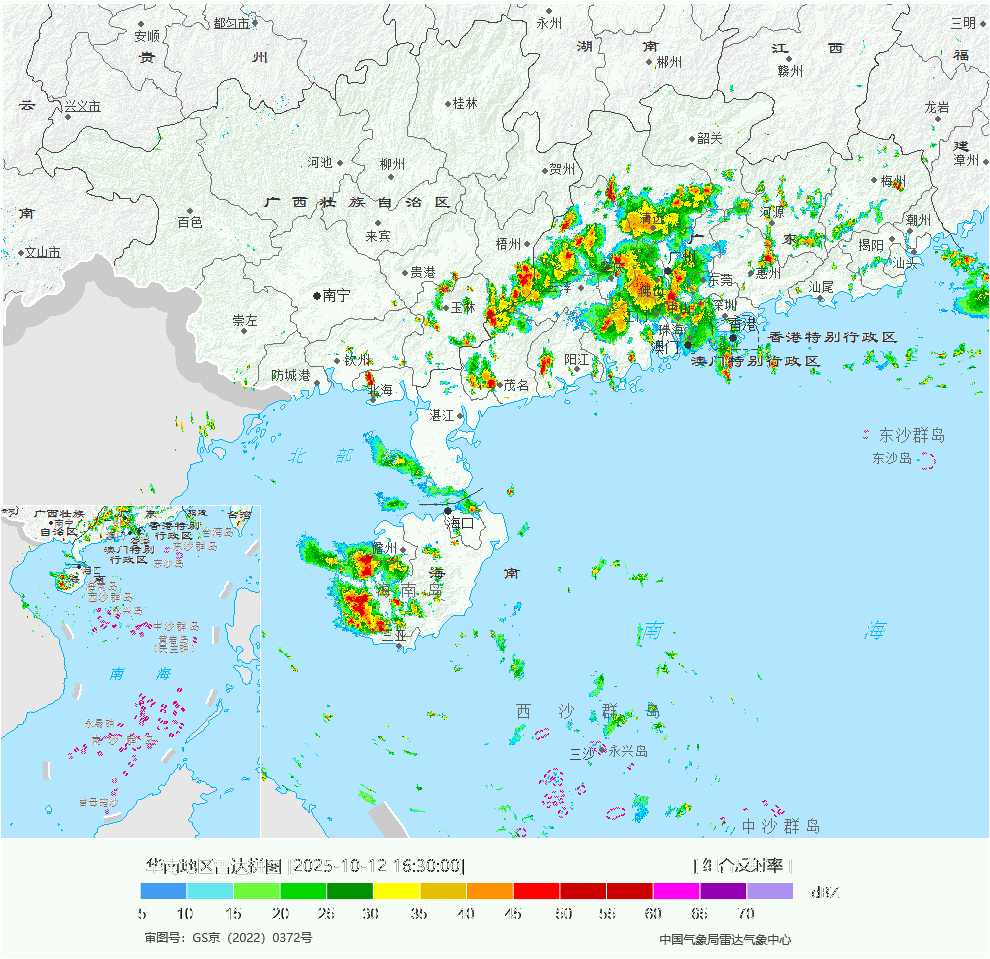 永州
三明
都匀市
安顺
湖 南
江 西
福
贵 州
郴州
赣州
云
兴义市
桂林
龙岩
韶关
建
漳州
河池
柳州
贺州
梅州
广 西 壮 族 自 治 区
南
百色
河源
潮州
来宾
梧州
广
东
揭阳
文山市
汕头
贵港
惠州
东莞
南宁
汕尾
玉林
崇左
深圳
香港
珠海
香港特别行政区
澳门
澳门特别行政区
钦州
阳江
防城港
茂名
北海
湛江
东沙群岛
北 部
东沙岛
海口
儋州
海 南
海 南 岛
三亚
南 海
西 沙 群 岛
三沙
永兴岛
中 沙 群 岛
广西壮族
自治区
南宁
东
香港特别
行政区
澳门特别
行政区
台湾
台湾岛
东沙群岛
东沙岛
海口
海 南
海南岛
西沙群岛
永兴岛
中沙群岛
黄岩岛
(民主礁)
南 海
永暑礁
南 沙 群 岛
曾母暗沙
华南地区雷达拼图 [2025-10-12 16:30:00]
[ 组合反射率 ]
5 10 15 20 25 30 35 40 45 50 55 60 65 70
dBZ
审图号：GS京（2022）0372号
中国气象局雷达气象中心